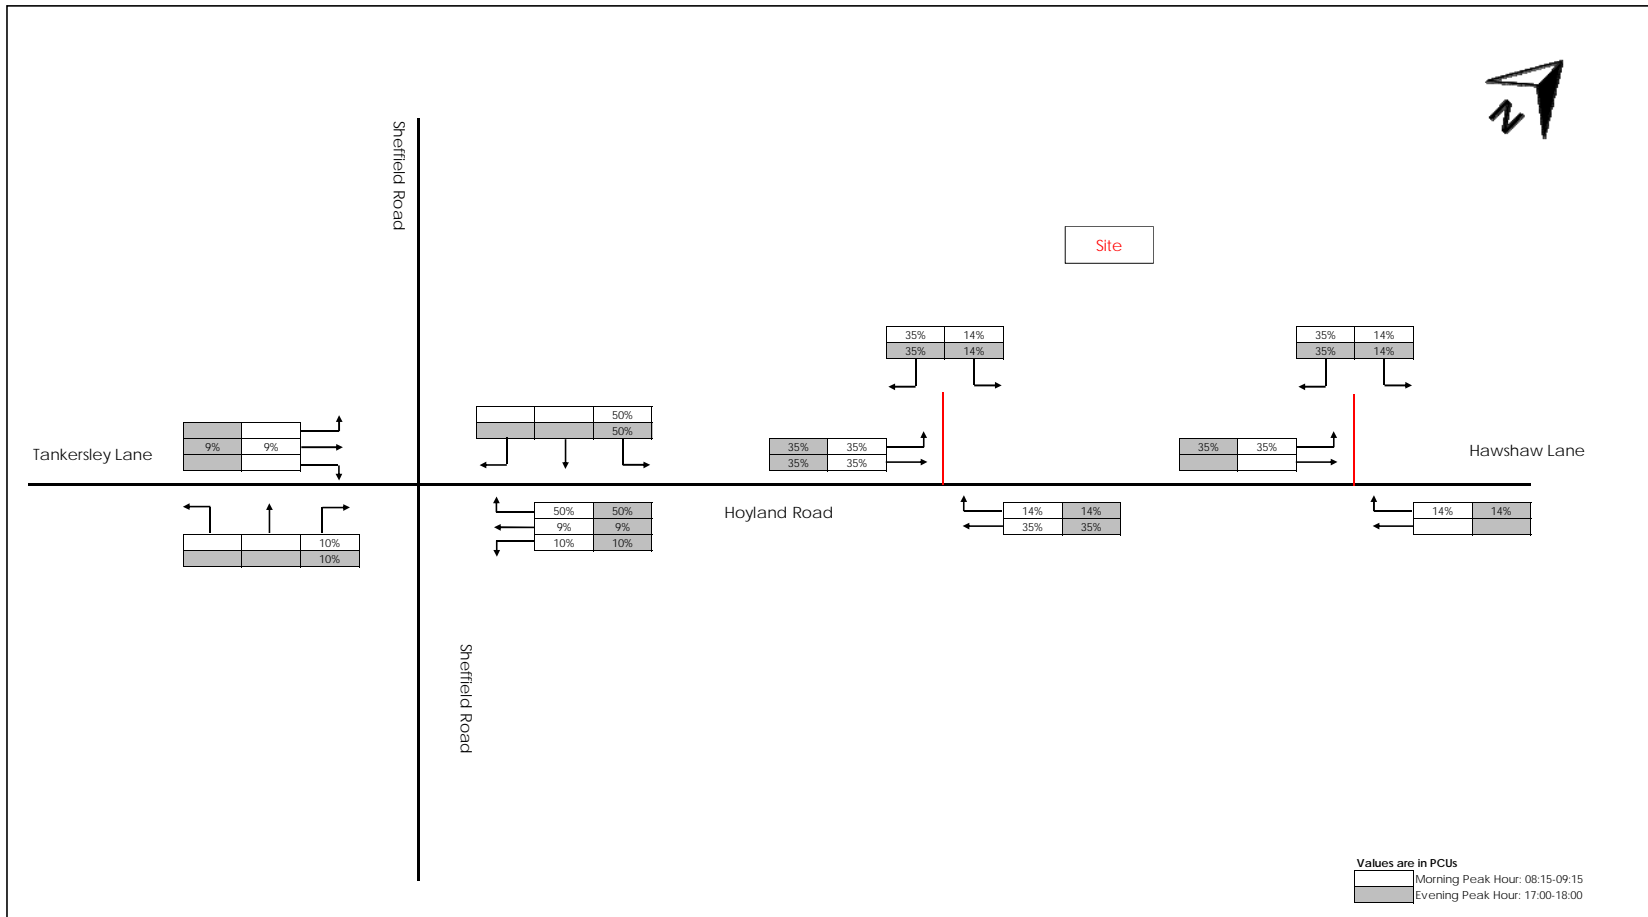 N
Sheffield Road
Site
35% 14%
35% 14%
35% 14%
35% 14%
50%
50%
Tankersley Lane
9% 9%
35% 35%
35% 35%
35% 35%
Hawshaw Lane
10%
10%
50% 50%
9% 9%
10% 10%
Hoyland Road
14% 14%
35% 35%
14% 14%
Sheffield Road
Values are in PCUs
Morning Peak Hour: 08:15-09:15
Evening Peak Hour: 17:00-18:00